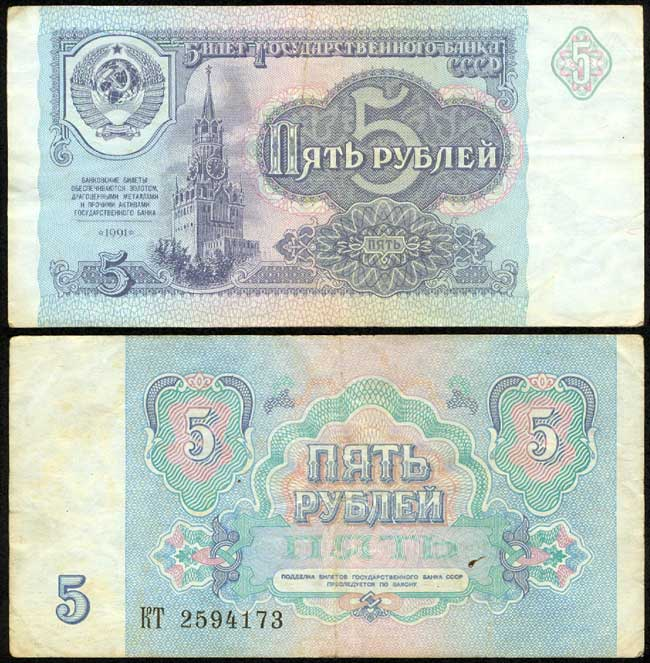 Билет Государственного Банка
СССР
5
5
Пять рублей
Банковские билеты
обеспечиваются золотом,
драгоценными металлами
и прочими активами
Государственного банка
1991
ПЯТЬ
5
5
5
ПЯТЬ
РУБЛЕЙ
ПЯТЬ
ПОДДЕЛКА БИЛЕТОВ ГОСУДАРСТВЕННОГО БАНКА СССР
ПРЕСЛЕДУЕТСЯ ПО ЗАКОНУ
5
КТ 2594173